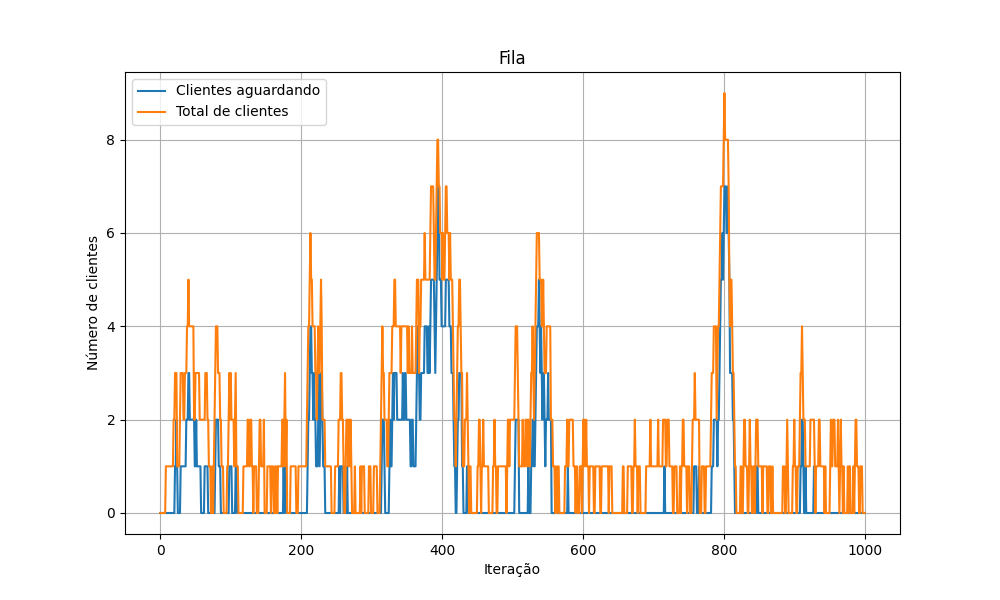 Fila
Clientes aguardando
Total de clientes
8
6
4
2
0
Número de clientes
0 200 400 600 800 1000
Iteração